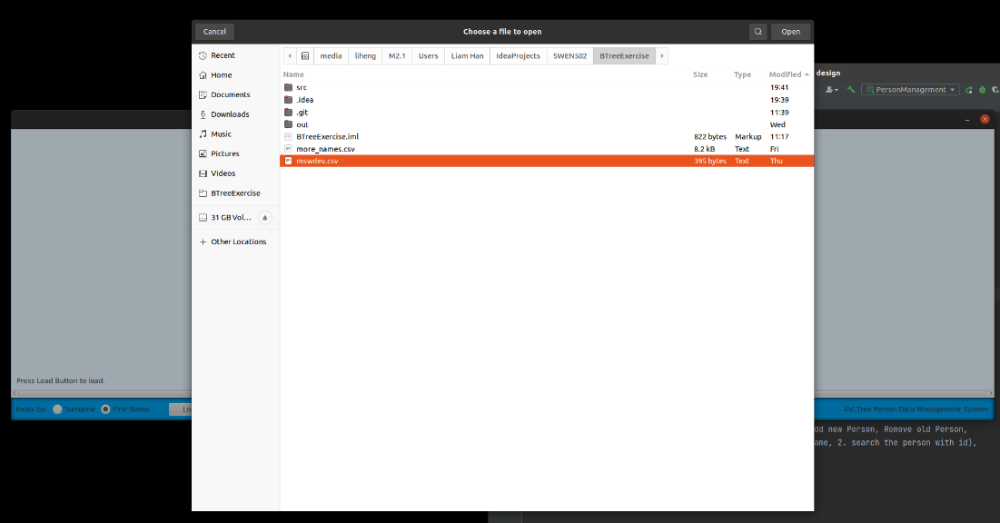 Cancel
Choose a file to open
Open
Recent
Home
Documents
Downloads
Music
Pictures
Videos
BTreeExercise
31 GB Vol...
Other Locations
media
liheng
M2.1
Users
Liam Han
IdeaProjects
SWEN502
BTreeExercise
Name Size Type Modified
src 19:41
.idea 19:39
.git 11:39
out Wed
BTreeExercise.iml 822 bytes Markup 11:17
more_names.csv 8.2 kB Text Fri
mswdev.csv 395 bytes Text Thu
design
PersonManagement
Press Load Button to load.
Index by: Surname First Name Lo
AVLTree Person Data Management System
dd new Person, Remove old Person,
ame, 2. search the person with id),